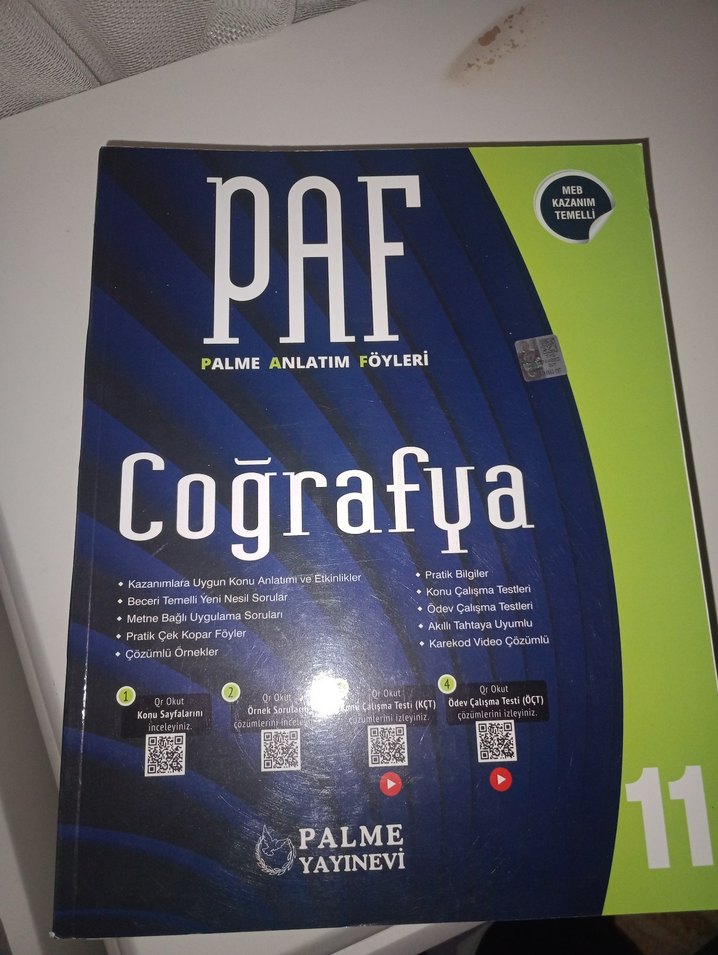 PAF
PALME ANLATIM FÖYLERİ
MEB
KAZANIM
TEMELLİ
Coğrafya
Kazanımlara Uygun Konu Anlatımı ve Etkinlikler
Beceri Temelli Yeni Nesil Sorular
Metne Bağlı Uygulama Soruları
Pratik Çek Kopar Föyler
Çözümlü Örnekler
Pratik Bilgiler
Konu Çalışma Testleri
Ödev Çalışma Testleri
Akıllı Tahtaya Uyumlu
Karekod Video Çözümlü
1
Qr Okut
Konu Sayfalarını
inceleyiniz.
2
Qr Okut
Örnek Soruların
çözümlerini
Qr Okut
Çalışma Testi (KÇT)
çözümlerini izleyiniz.
4
Qr Okut
Ödev Çalışma Testi (ÖÇT)
çözümlerini izleyiniz.
11
PALME
YAYINEVİ